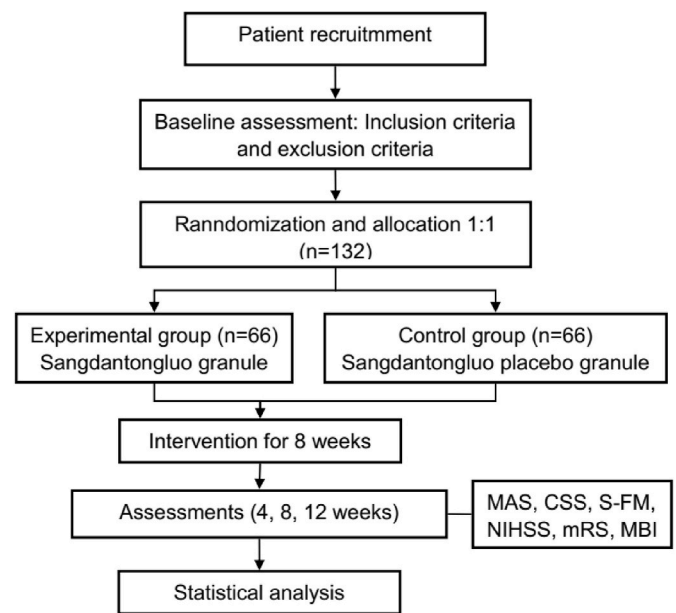 Patient recruitmment
Baseline assessment: Inclusion criteria
and exclusion criteria
Ranndomization and allocation 1:1
(n=132)
Experimental group (n=66)
Sangdantongluo granule
Control group (n=66)
Sangdantongluo placebo granule
Intervention for 8 weeks
Assessments (4, 8, 12 weeks)
MAS, CSS, S-FM,
NIHSS, mRS, MBI
Statistical analysis